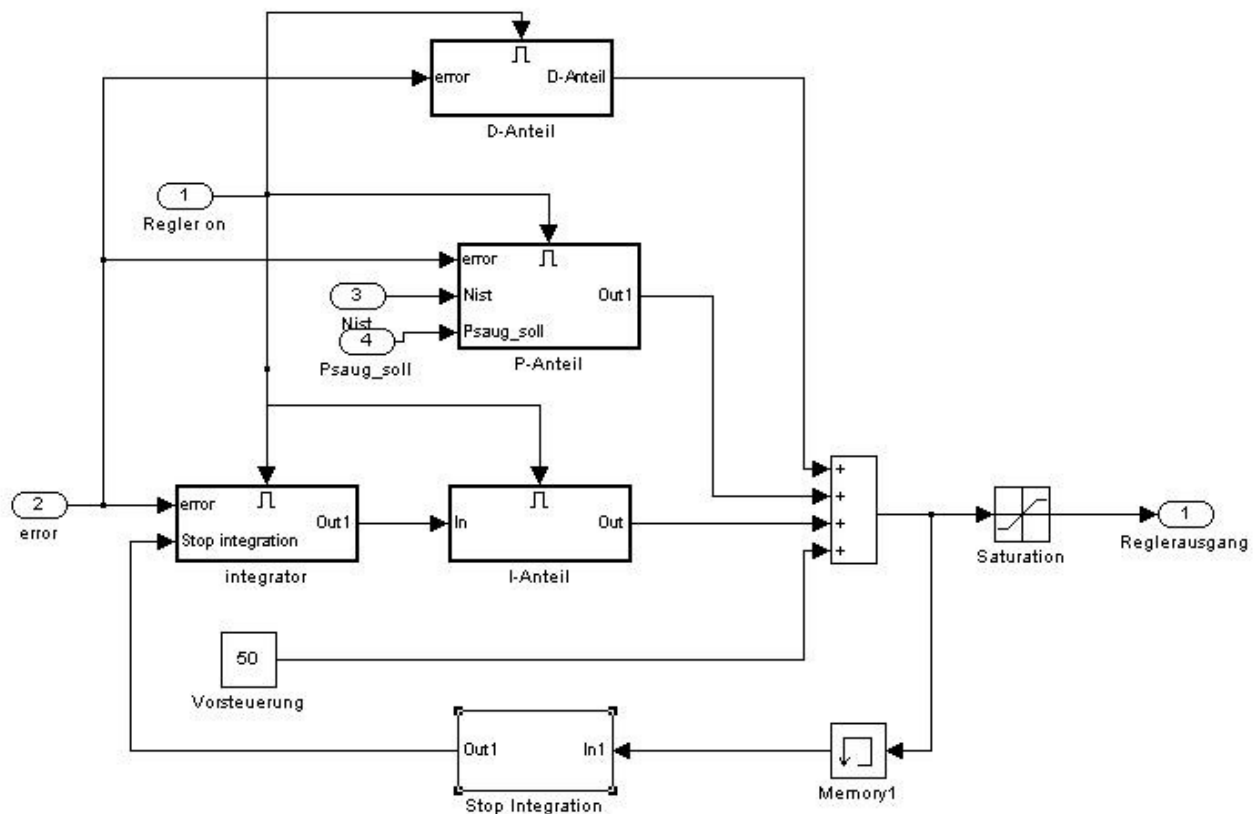 error
D-Anteil
D-Anteil
1
Regler on
error
Nist
Out1
Psaug_soll
P-Anteil
3
Nist
4
Psaug_soll
2
error
error
Out1
Stop integration
integrator
In
Out
I-Anteil
+
+
+
+
Saturation
1
Reglerausgang
50
Vorsteuerung
Out1
In1
Stop Integration
Memory1